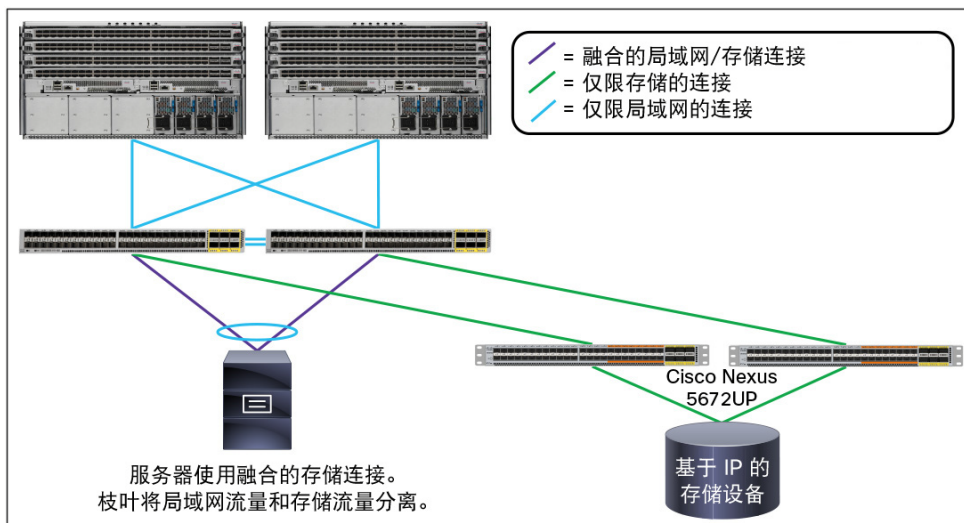 = 融合的局域网/存储连接
= 仅限存储的连接
= 仅限局域网的连接
Cisco Nexus
5672UP
基于 IP 的
存储设备
服务器使用融合的存储连接。
枝叶将局域网流量和存储流量分离。